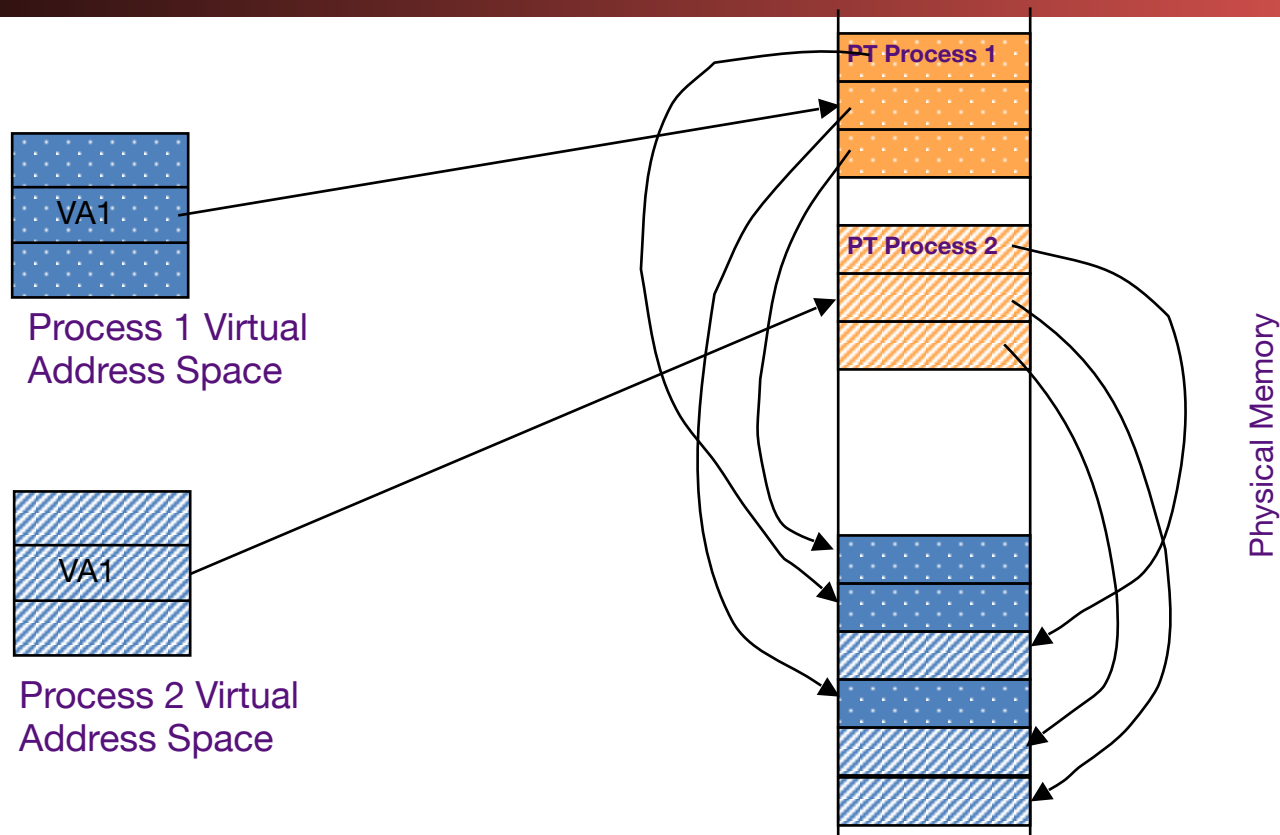 PT Process 1
VA1
Process 1 Virtual
Address Space
PT Process 2
VA1
Process 2 Virtual
Address Space
Physical Memory